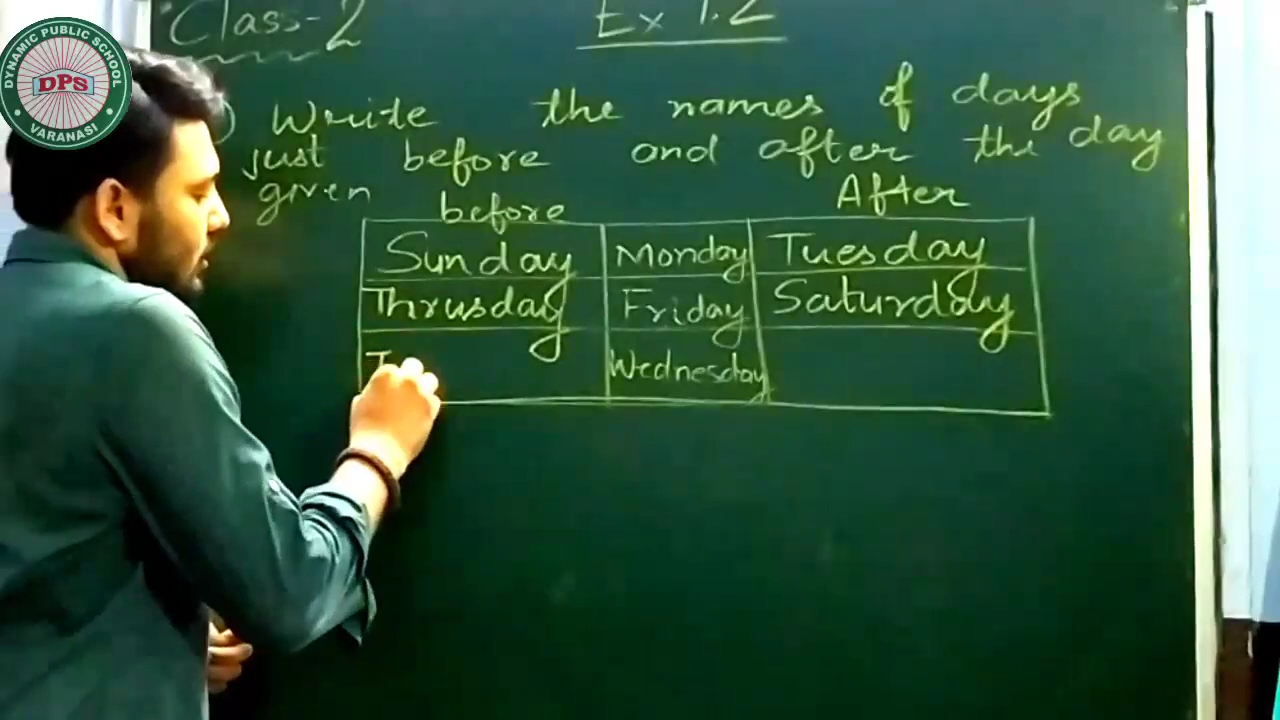 DYNAMIC PUBLIC SCHOOL
DPS
VARANASI
Class-2
Ex 1.2
) Write the names of days
just before and after the day
given
before After
Sunday Monday Tuesday
Thrusday Friday Saturday
T Wednesday